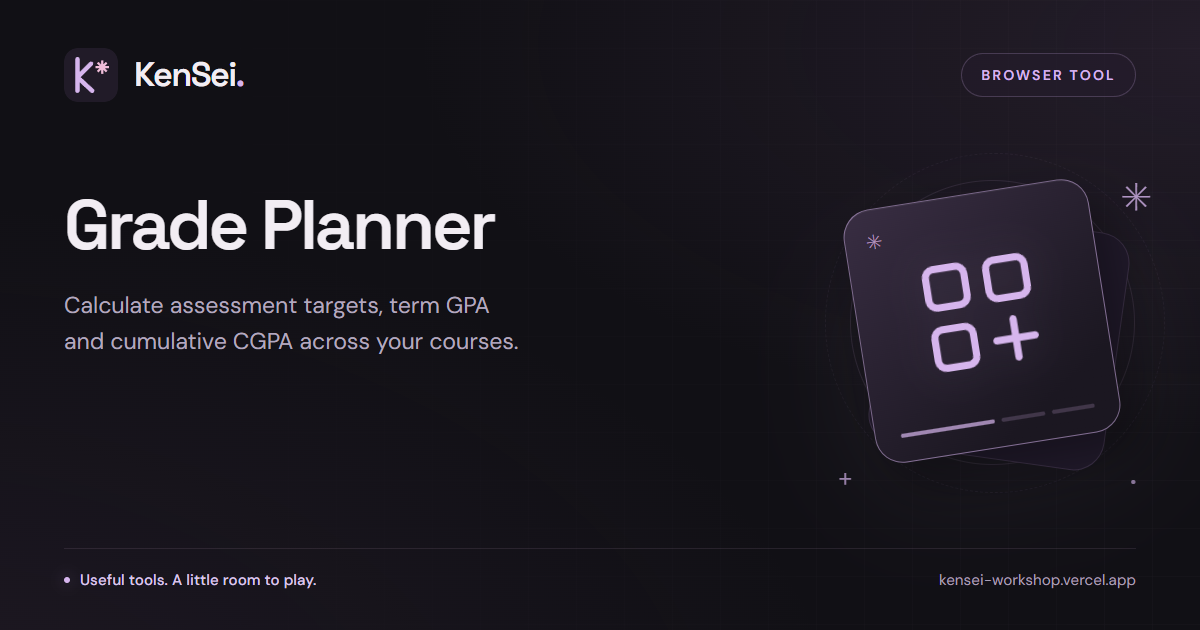 K*
KenSei.
BROWSER TOOL
Grade Planner
Calculate assessment targets, term GPA
and cumulative CGPA across your courses.
Useful tools. A little room to play.
kensei-workshop.vercel.app